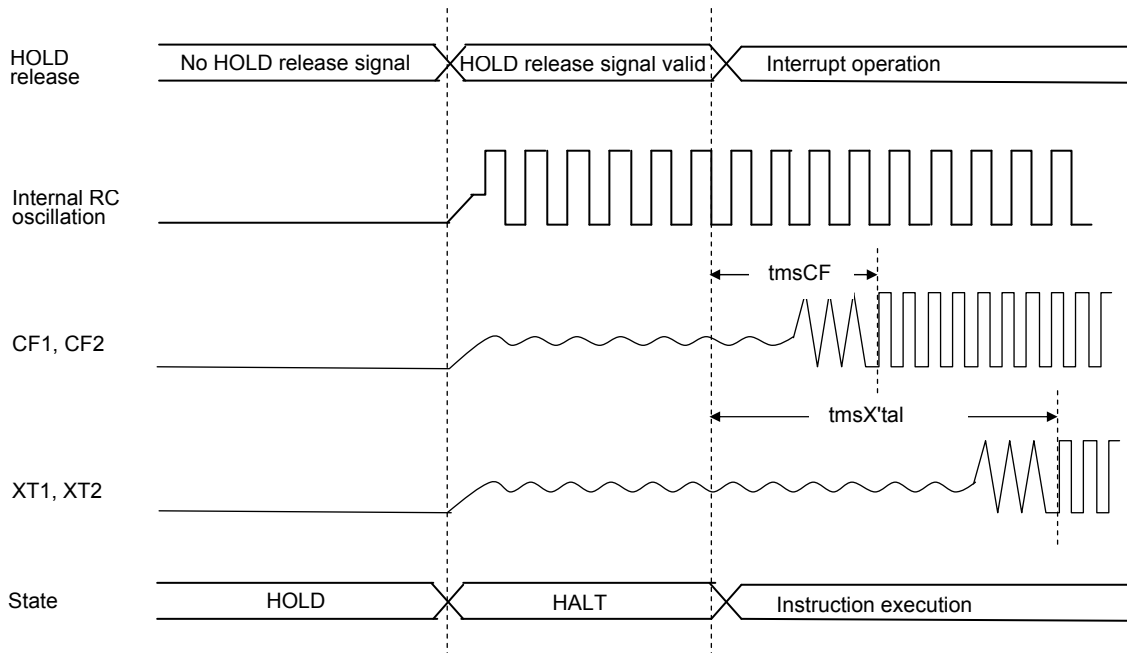 HOLD
release
No HOLD release signal
HOLD release signal valid
Interrupt operation
Internal RC
oscillation
tmsCF
CF1, CF2
tmsX'tal
XT1, XT2
State
HOLD
HALT
Instruction execution